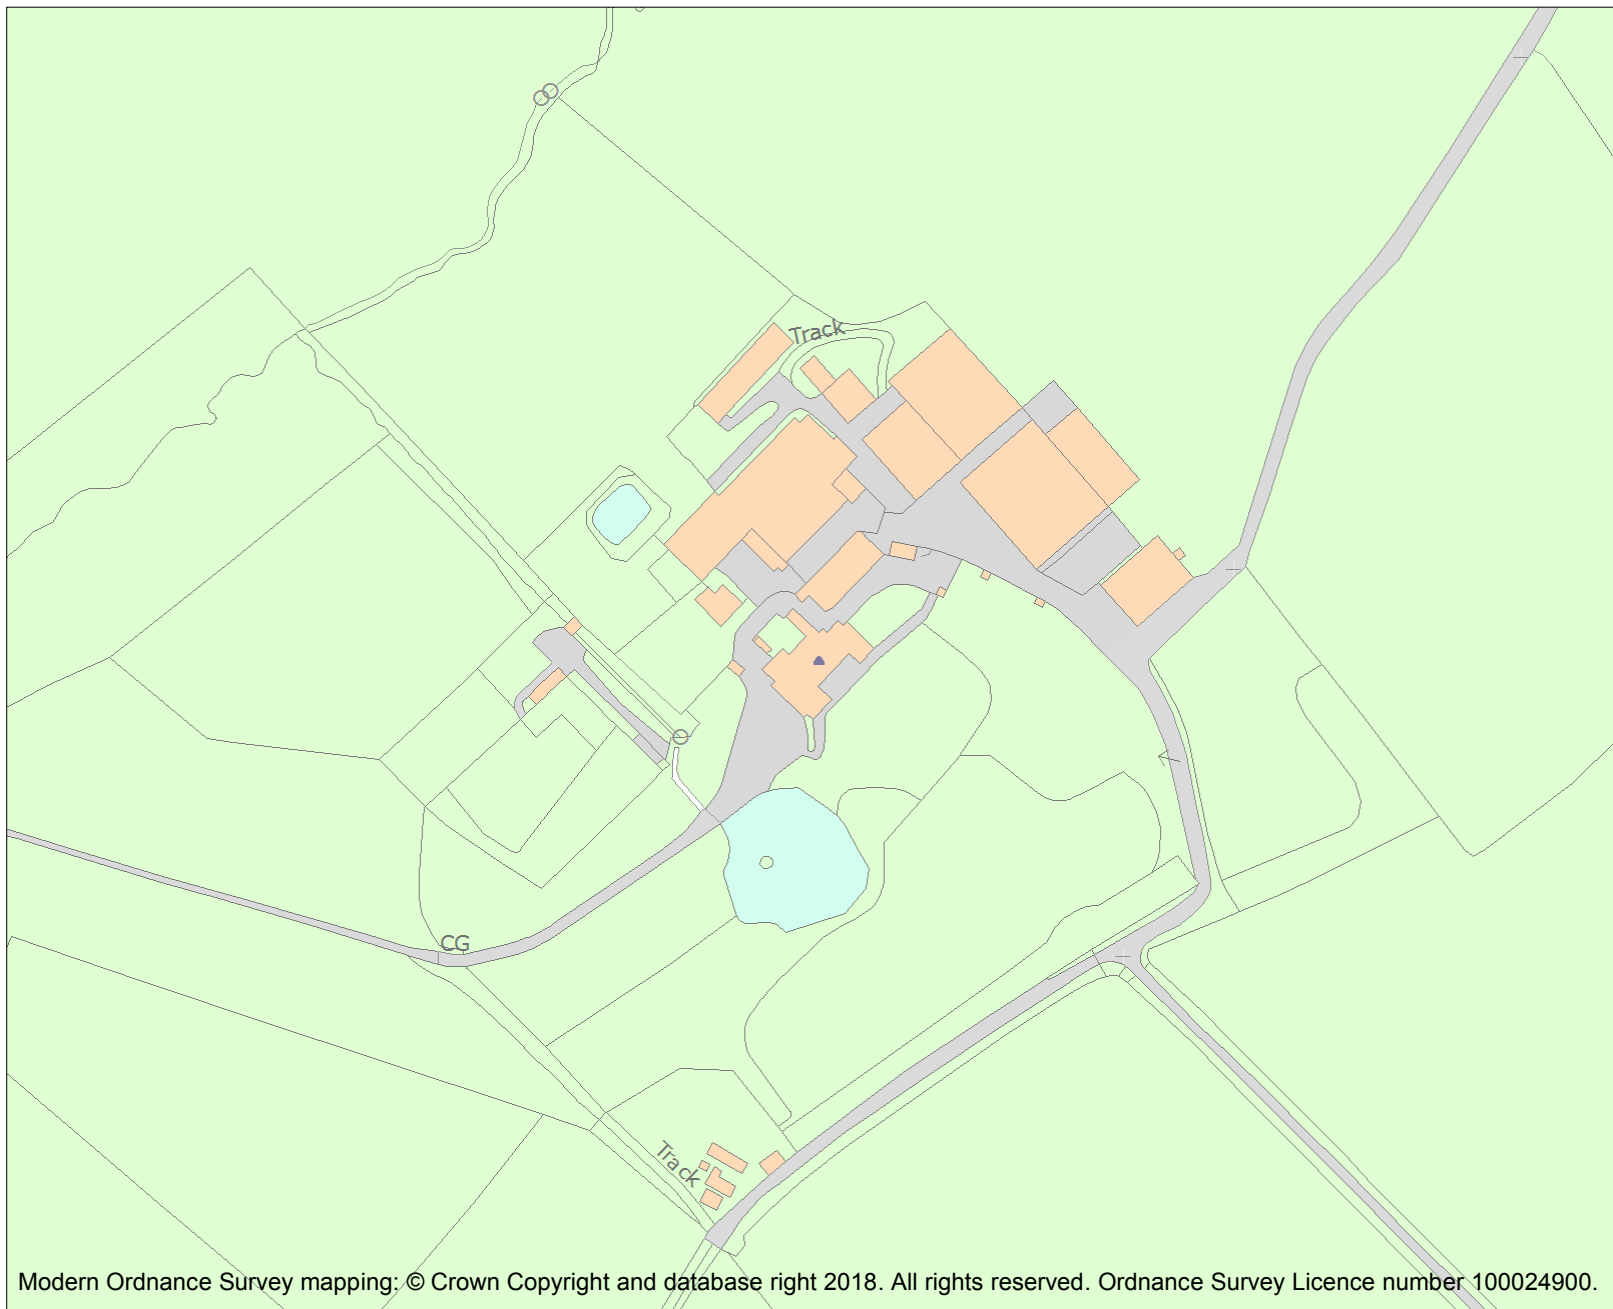 Track
CG
Track
Modern Ordnance Survey mapping: © Crown Copyright and database right 2018. All rights reserved. Ordnance Survey Licence number 100024900.